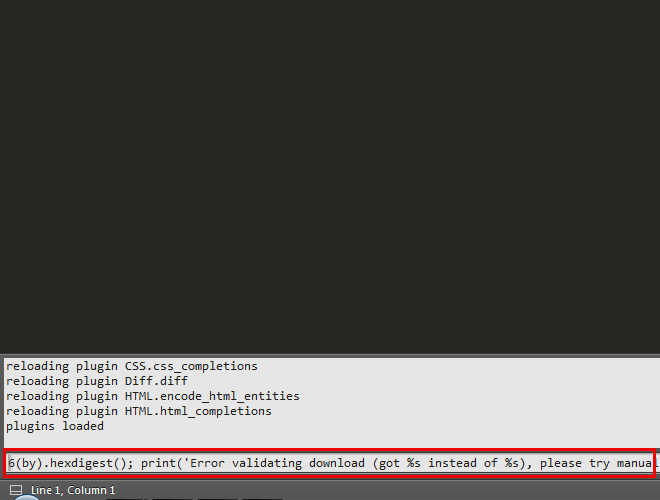 reloading plugin CSS.css_completions
reloading plugin Diff.diff
reloading plugin HTML.encode_html_entities
reloading plugin HTML.html_completions
plugins loaded
6(by).hexdigest(); print('Error validating download (got %s instead of %s), please try manual
Line 1, Column 1